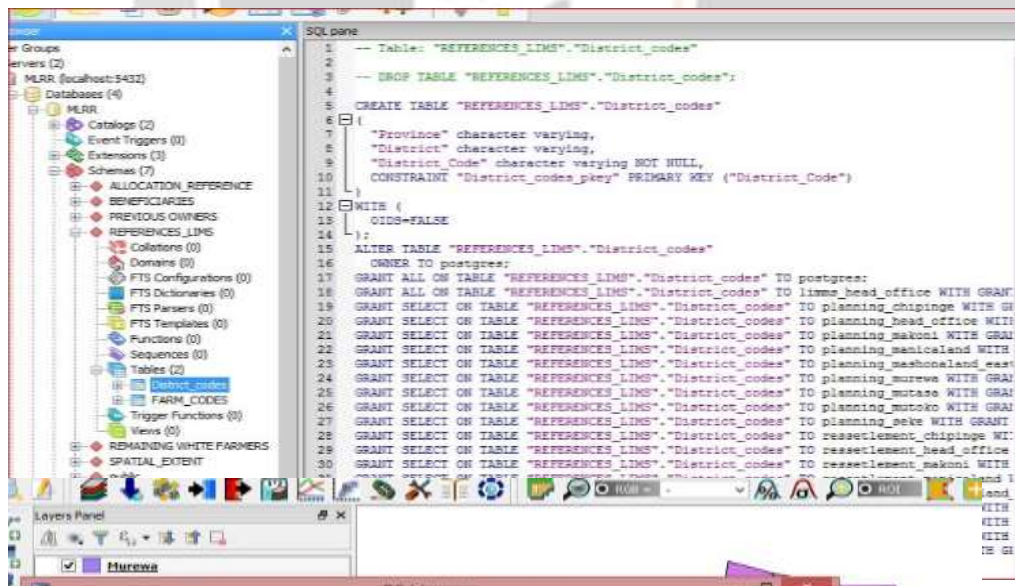 SQL pane
er Groups
ervers (2)
MLRR (localhost:5432)
Databases (4)
MLRR
Catalogs (2)
Event Triggers (0)
Extensions (3)
Schemas (7)
ALLOCATION_REFERENCE
BENEFICIARIES
PREVIOUS OWNERS
REFERENCES_LIMS
Collations (0)
Domains (0)
FTS Configurations (0)
FTS Dictionaries (0)
FTS Parsers (0)
FTS Templates (0)
Functions (0)
Sequences (0)
Tables (2)
District_codes
FARM_CODES
Trigger Functions (0)
Views (0)
REMAINING WHITE FARMERS
SPATIAL_EXTENT
1 -- Table: "REFERENCES_LIMS"."District_codes"
2
3 -- DROP TABLE "REFERENCES_LIMS"."District_codes";
4
5 CREATE TABLE "REFERENCES_LIMS"."District_codes"
6 (
7 "Province" character varying,
8 "District" character varying,
9 "District_Code" character varying NOT NULL,
10 CONSTRAINT "District_codes_pkey" PRIMARY KEY ("District_Code")
11 )
12 WITH (
13 OIDS=FALSE
14 );
15 ALTER TABLE "REFERENCES_LIMS"."District_codes"
16 OWNER TO postgres;
17 GRANT ALL ON TABLE "REFERENCES_LIMS"."District_codes" TO postgres;
18 GRANT ALL ON TABLE "REFERENCES_LIMS"."District_codes" TO limms_head_office WITH GRAN
19 GRANT SELECT ON TABLE "REFERENCES_LIMS"."District_codes" TO planning_chipinge WITH G
20 GRANT SELECT ON TABLE "REFERENCES_LIMS"."District_codes" TO planning_head_office WIT
21 GRANT SELECT ON TABLE "REFERENCES_LIMS"."District_codes" TO planning_makoni WITH GRA
22 GRANT SELECT ON TABLE "REFERENCES_LIMS"."District_codes" TO planning_manicaland WITH
23 GRANT SELECT ON TABLE "REFERENCES_LIMS"."District_codes" TO planning_mashonaland_east
24 GRANT SELECT ON TABLE "REFERENCES_LIMS"."District_codes" TO planning_murewa WITH GRA
25 GRANT SELECT ON TABLE "REFERENCES_LIMS"."District_codes" TO planning_mutasa WITH GRA
26 GRANT SELECT ON TABLE "REFERENCES_LIMS"."District_codes" TO planning_mutoko WITH GRA
27 GRANT SELECT ON TABLE "REFERENCES_LIMS"."District_codes" TO planning_seke WITH GRANT
28 GRANT SELECT ON TABLE "REFERENCES_LIMS"."District_codes" TO ressetlement_chipinge WI
29 GRANT SELECT ON TABLE "REFERENCES_LIMS"."District_codes" TO ressetlement_head_office
30 GRANT SELECT ON TABLE "REFERENCES_LIMS"."District_codes" TO ressetlement_makoni WITH
RGB =
ROI
Layers Panel
Murewa